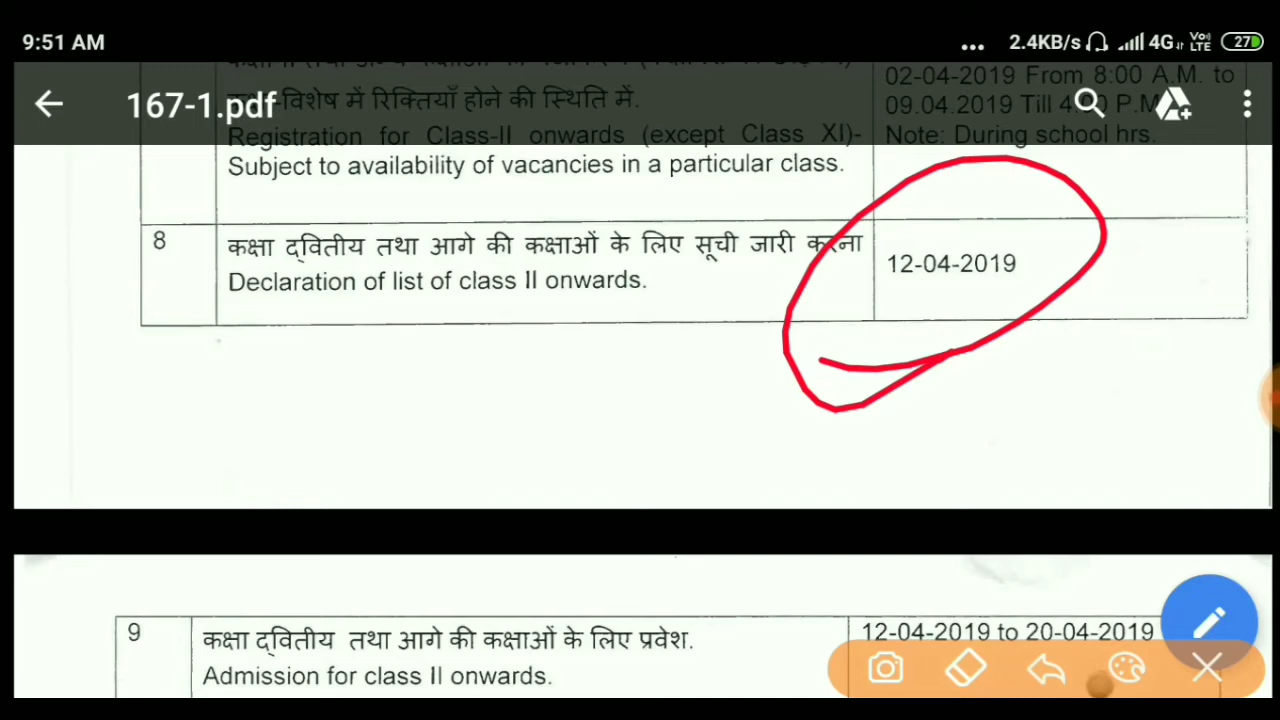 9:51 AM
2.4KB/s 4G VoLTE 27
167-1.pdf
02-04-2019 From 8:00 A.M. to
विशेष में रिक्तियाँ होने की स्थिति में.
09.04.2019 Till 4:00 P.M
Registration for Class-II onwards (except Class XI)-
Note: During school hrs.
Subject to availability of vacancies in a particular class.
8
कक्षा द्वितीय तथा आगे की कक्षाओं के लिए सूची जारी करना
12-04-2019
Declaration of list of class II onwards.
9
कक्षा द्वितीय तथा आगे की कक्षाओं के लिए प्रवेश.
12-04-2019 to 20-04-2019
Admission for class II onwards.